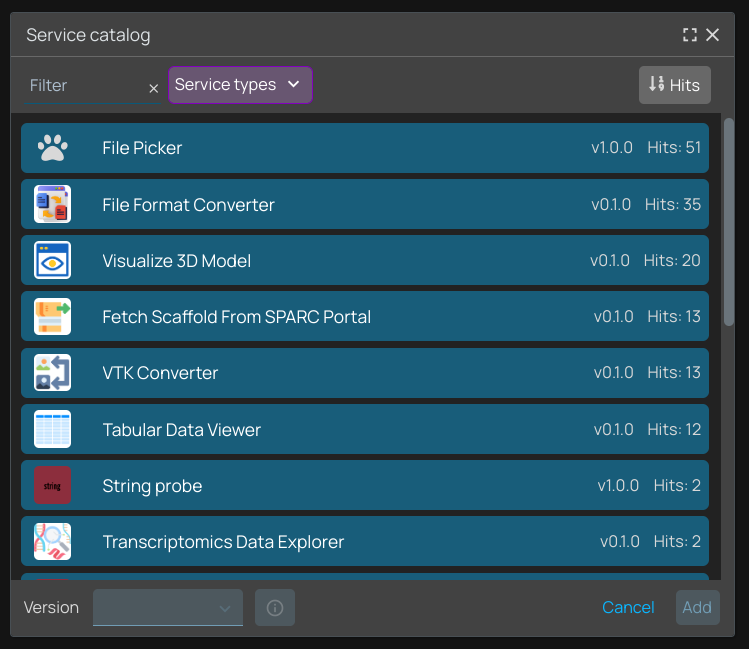 Service catalog
Filter
Service types
Hits
File Picker v1.0.0 Hits: 51
File Format Converter v0.1.0 Hits: 35
Visualize 3D Model v0.1.0 Hits: 20
Fetch Scaffold From SPARC Portal v0.1.0 Hits: 13
VTK Converter v0.1.0 Hits: 13
Tabular Data Viewer v0.1.0 Hits: 12
string String probe v1.0.0 Hits: 2
Transcriptomics Data Explorer v0.1.0 Hits: 2
Version Cancel Add